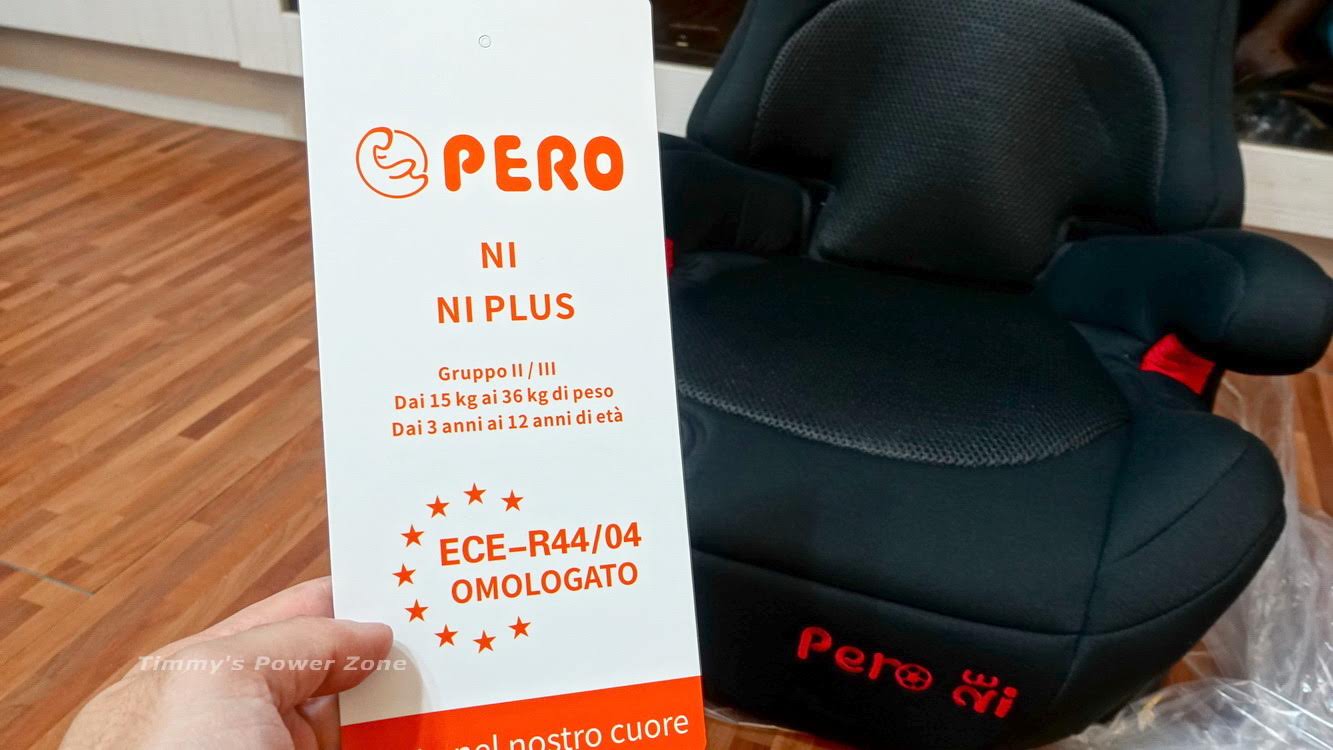 PERO
NI
NI PLUS
Gruppo II / III
Dai 15 kg ai 36 kg di peso
Dai 3 anni ai 12 anni di età
ECE-R44/04
OMOLOGATO
nel nostro cuore
Pero Ni
Timmy's Power Zone